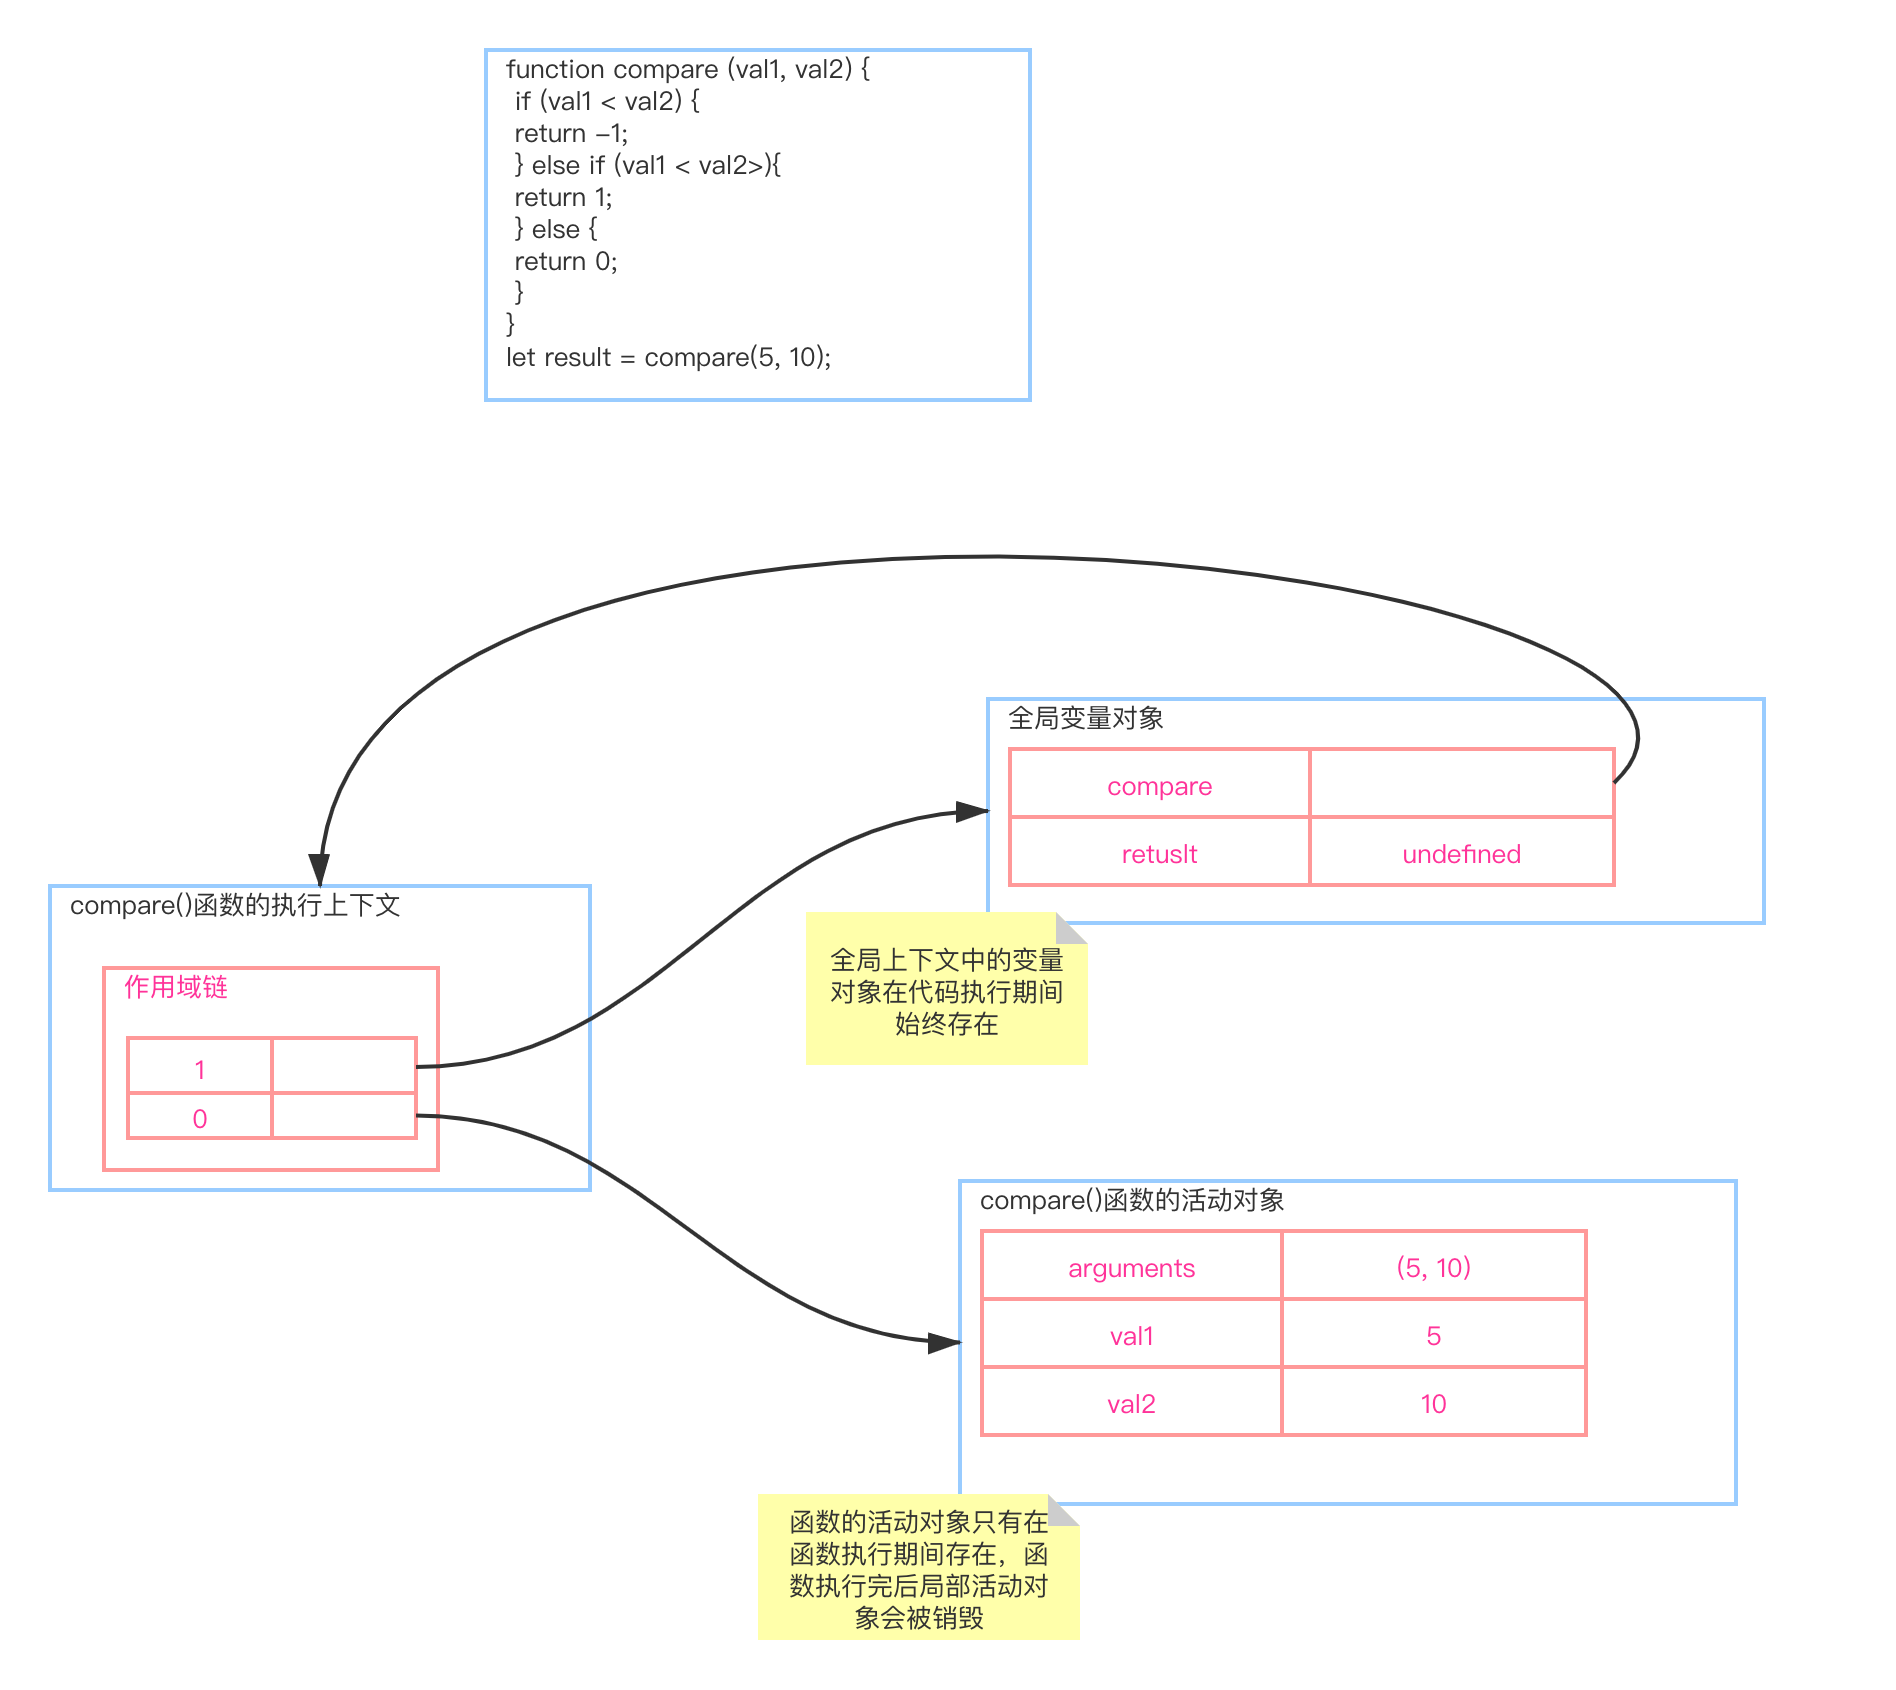 function compare (val1, val2) {
if (val1 < val2) {
return -1;
} else if (val1 < val2>){
return 1;
} else {
return 0;
}
}
let result = compare(5, 10);
全局变量对象
compare
retuslt undefined
compare()函数的执行上下文
作用域链
1
0
全局上下文中的变量
对象在代码执行期间
始终存在
compare()函数的活动对象
arguments (5, 10)
val1 5
val2 10
函数的活动对象只有在
函数执行期间存在，函
数执行完后局部活动对
象会被销毁